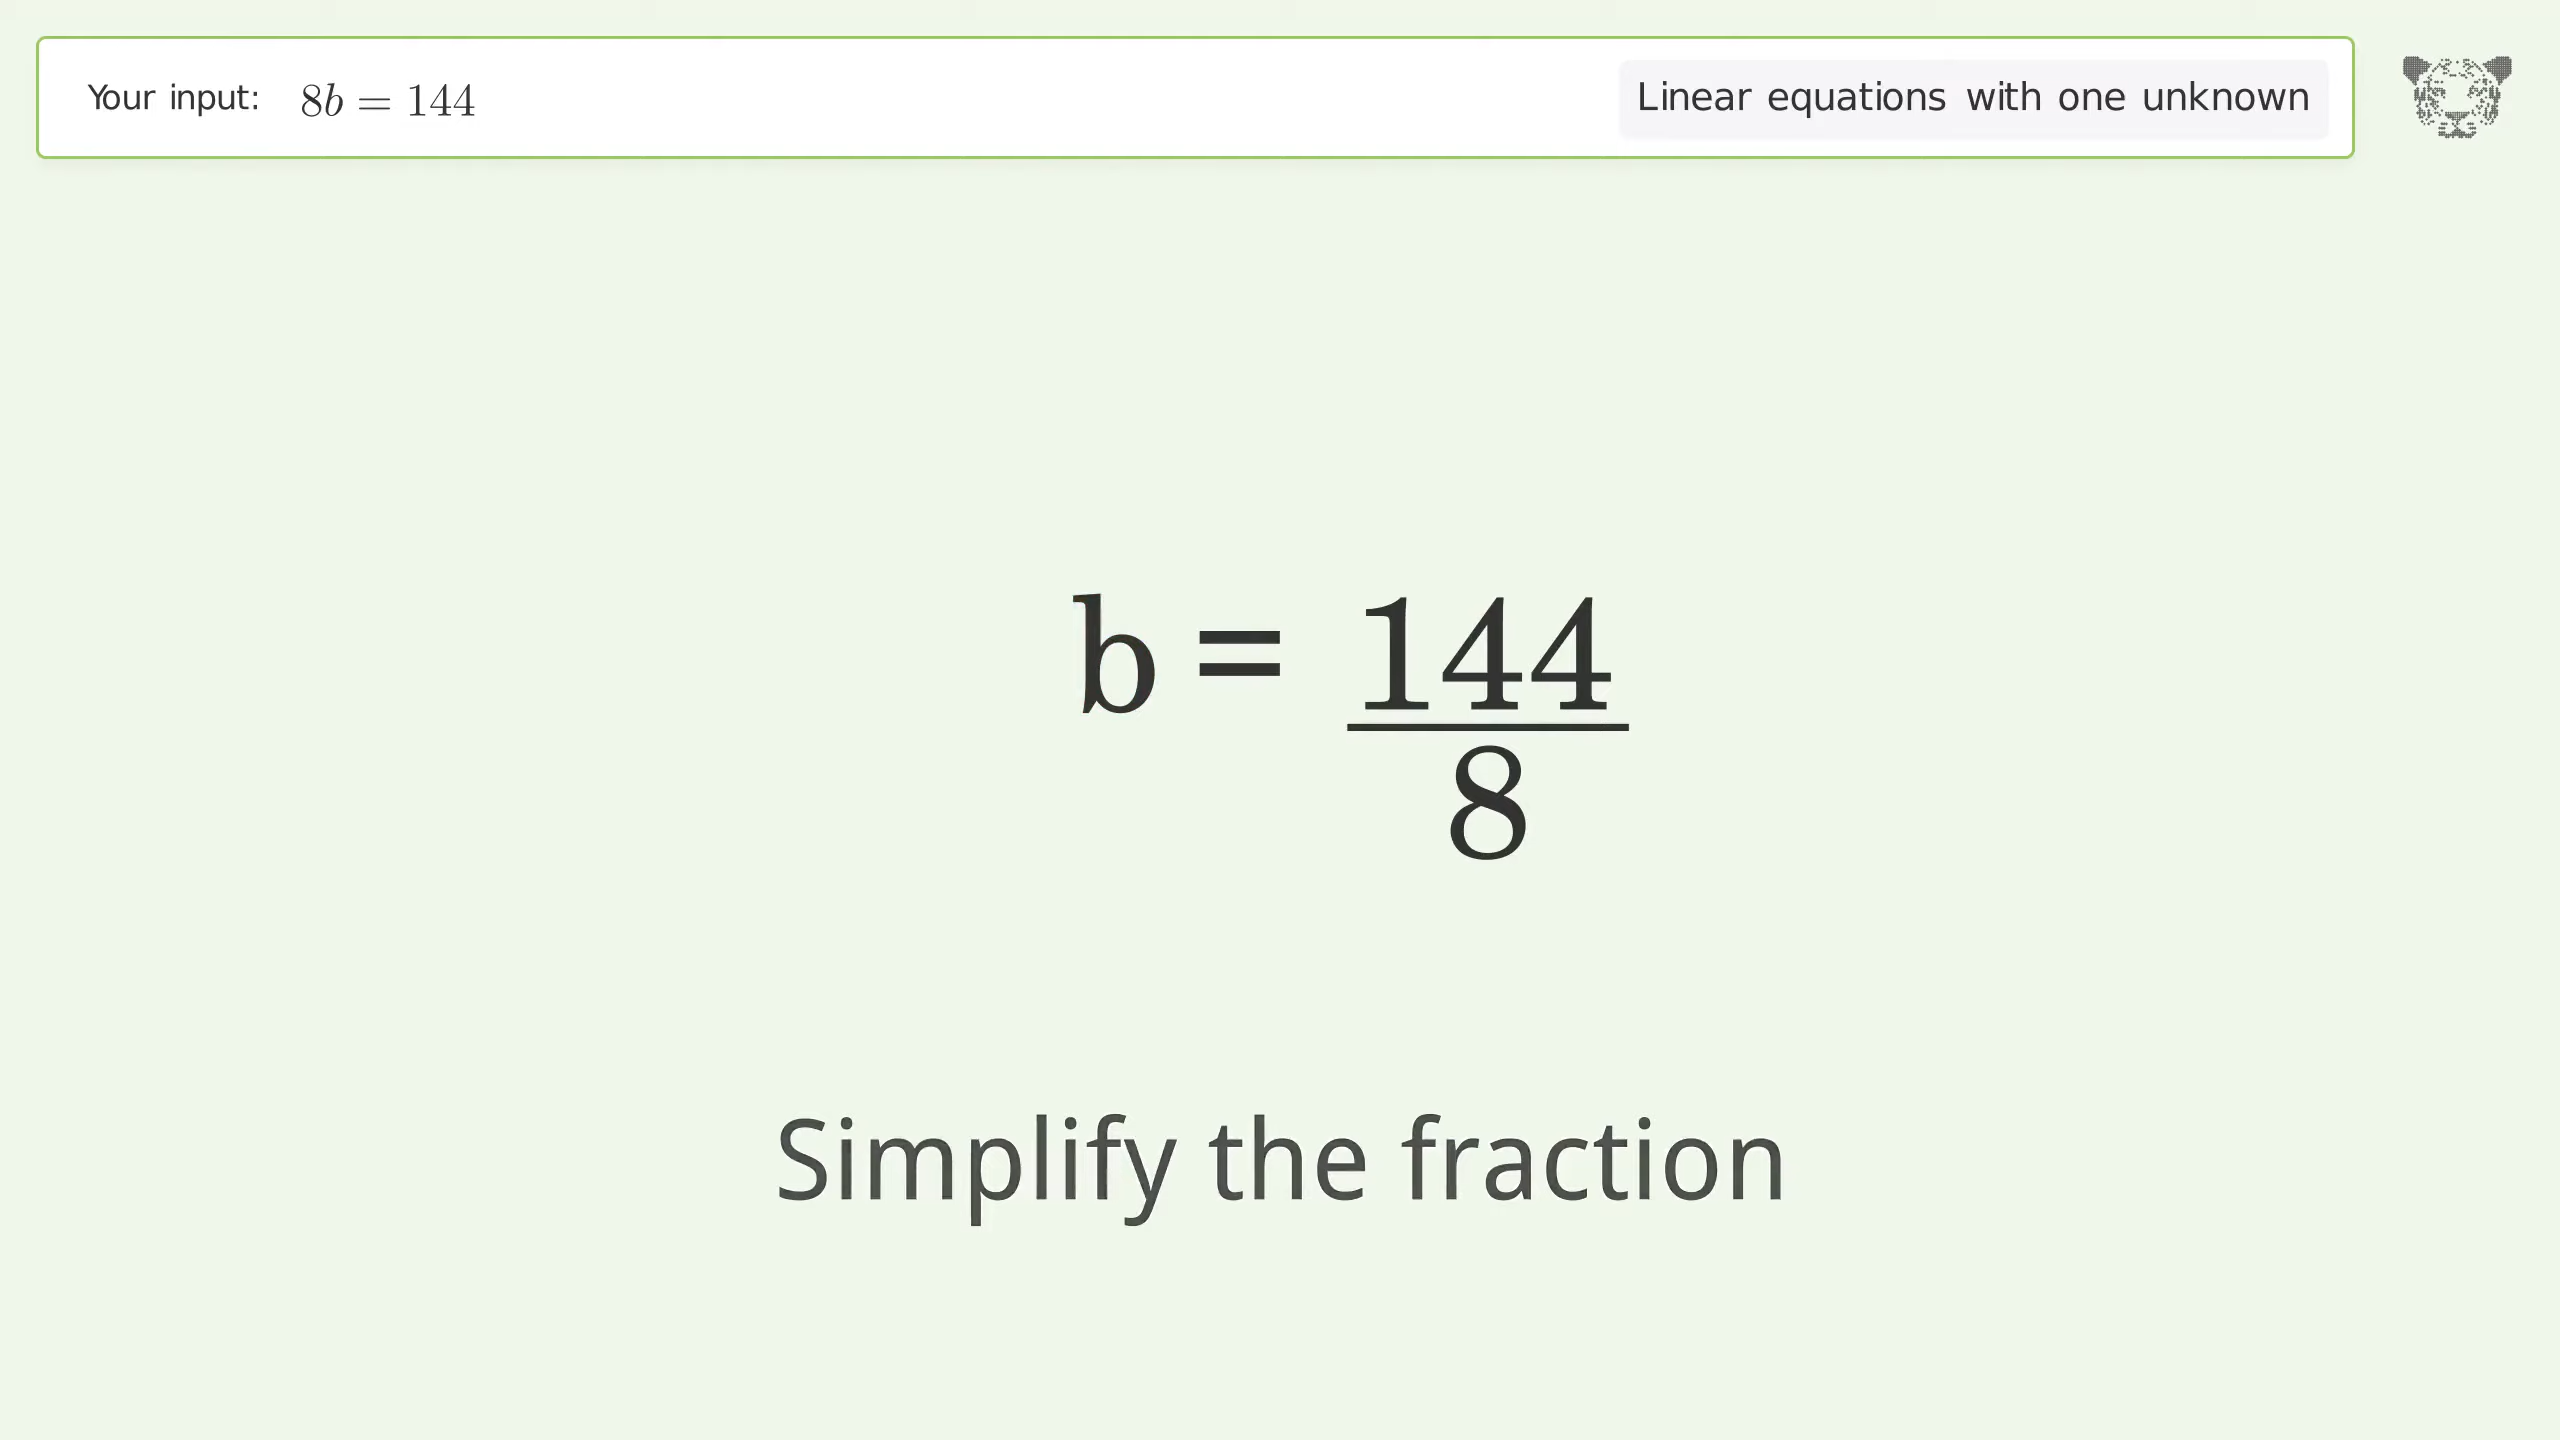 Your input: 8b = 144
Linear equations with one unknown
b = 144/8
Simplify the fraction